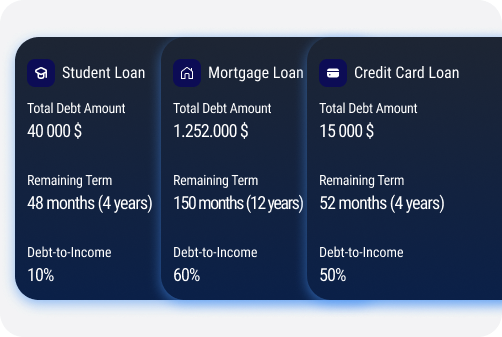 Student Loan
Total Debt Amount
40 000 $
Remaining Term
48 months (4 years)
Debt-to-Income
10%
Mortgage Loan
Total Debt Amount
1.252.000 $
Remaining Term
150 months (12 years)
Debt-to-Income
60%
Credit Card Loan
Total Debt Amount
15 000 $
Remaining Term
52 months (4 years)
Debt-to-Income
50%